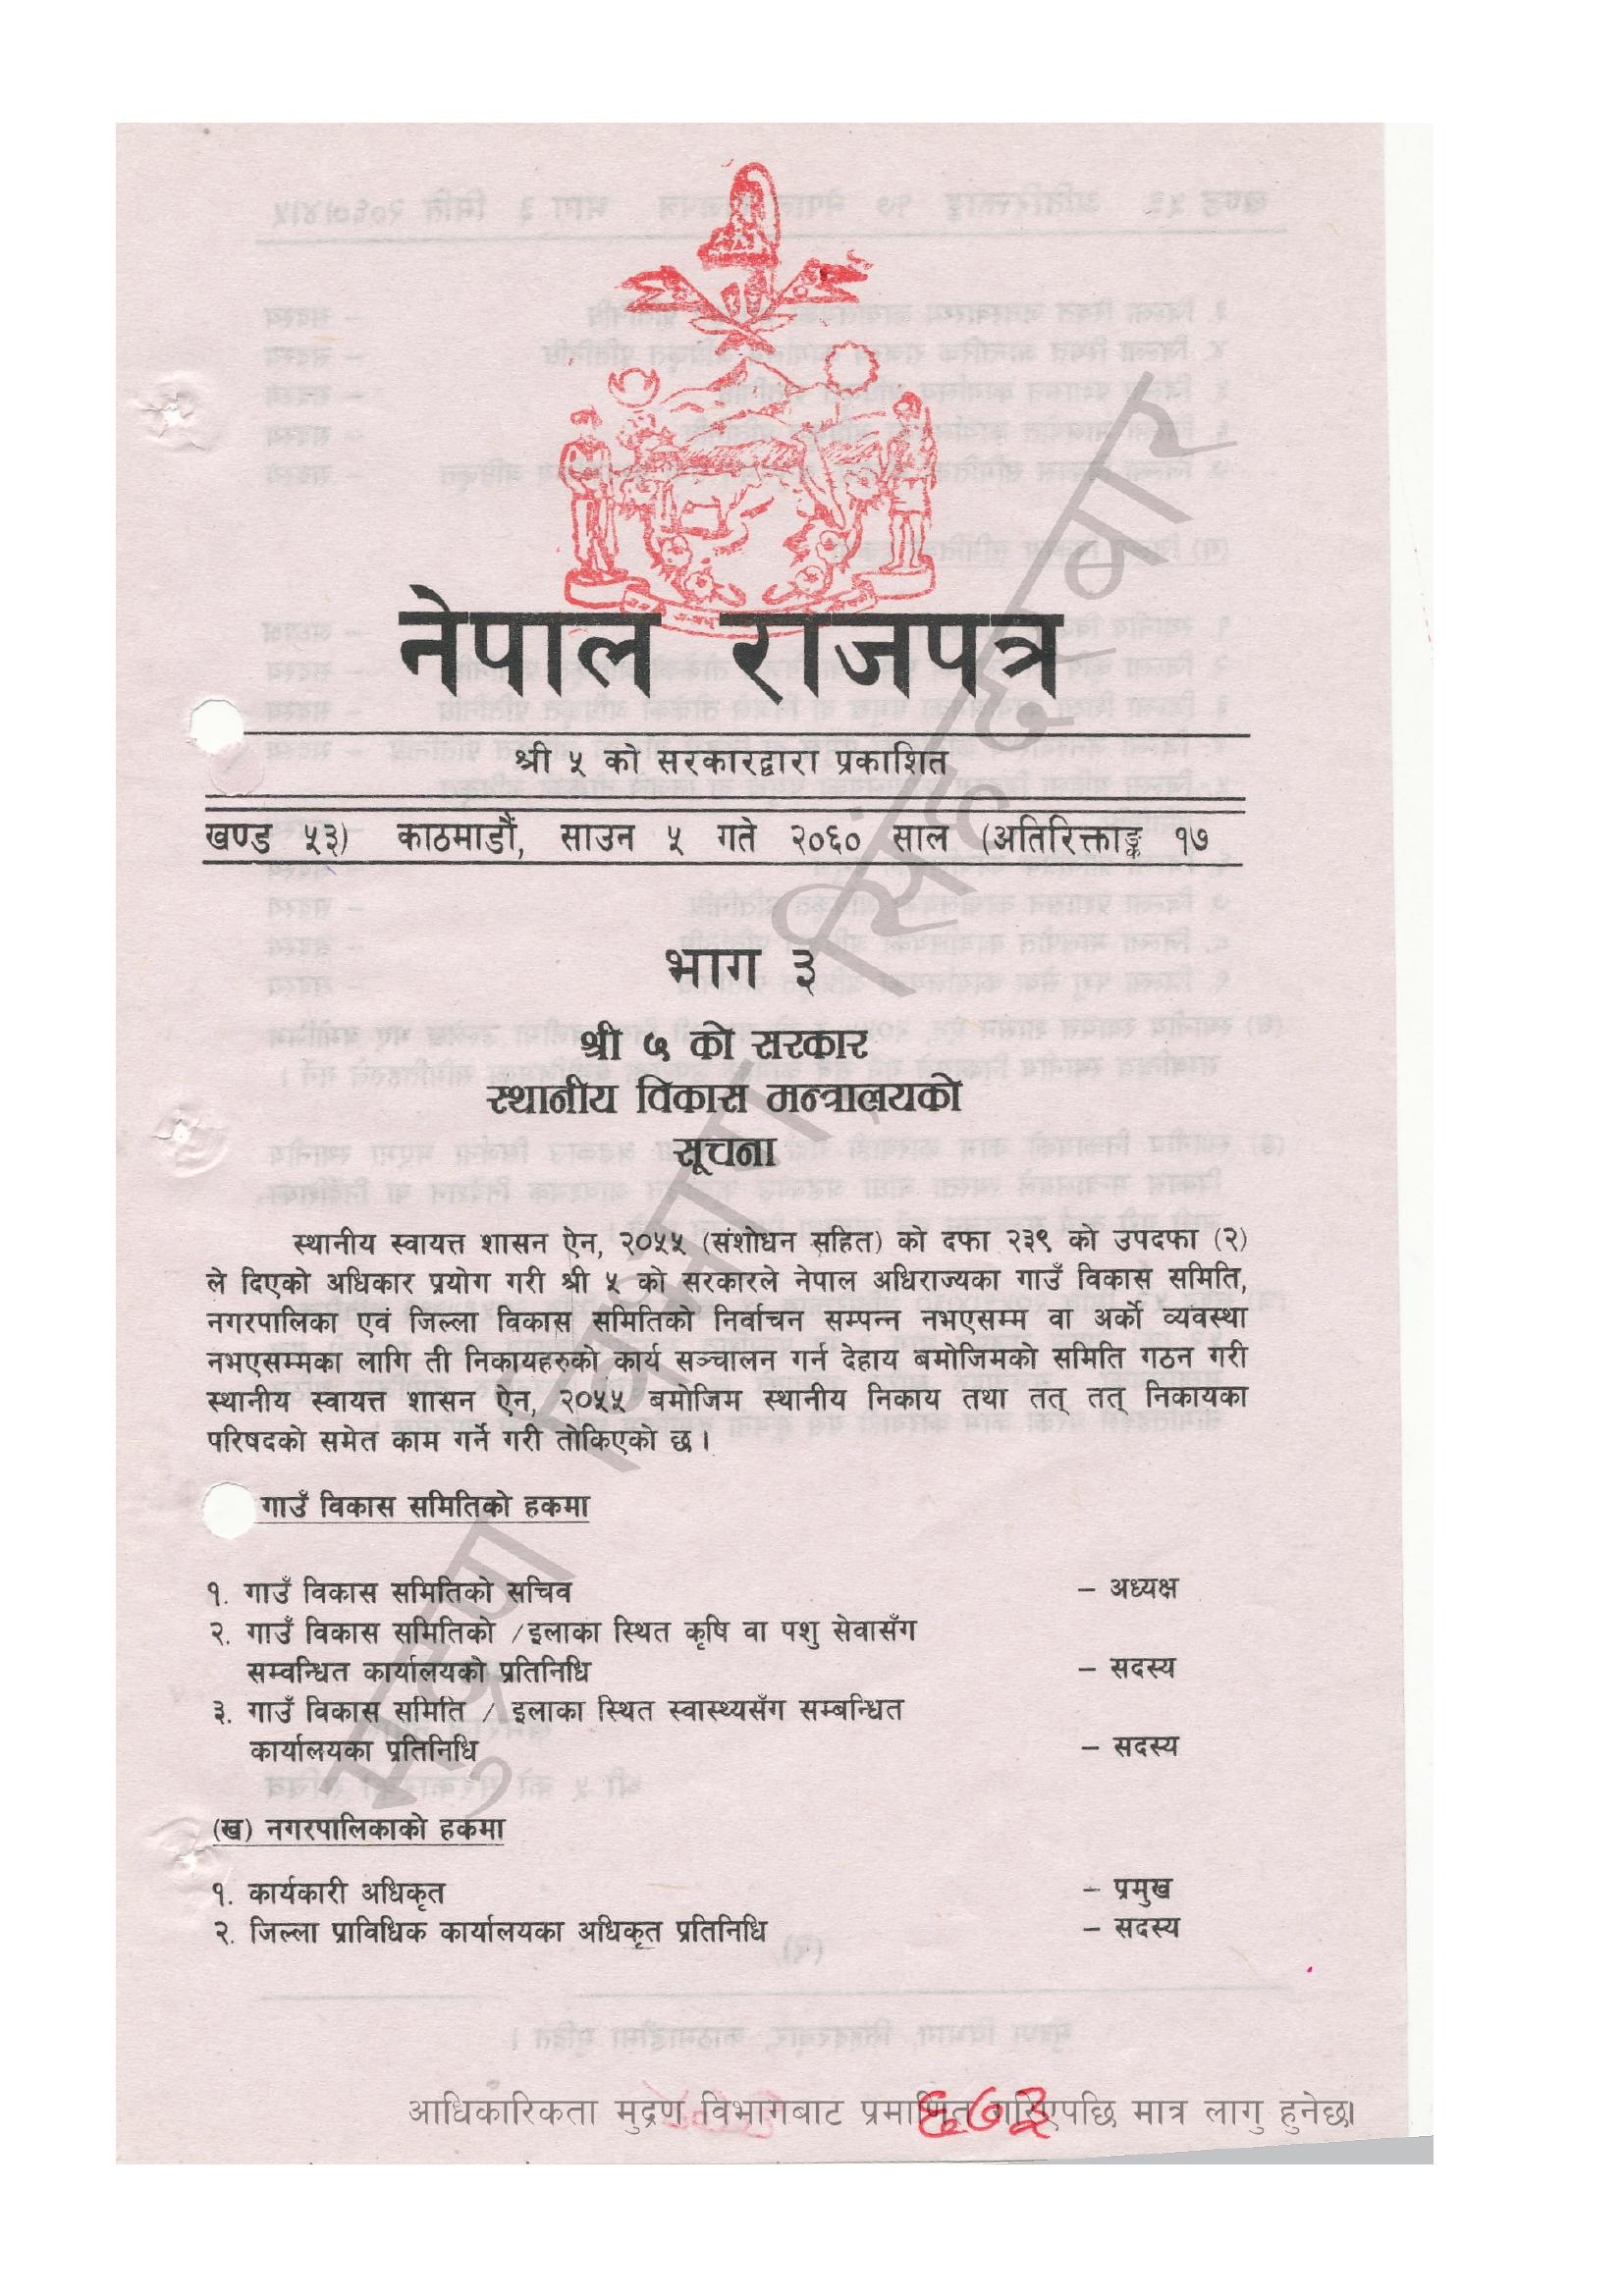 नेपाल राजपत्र
श्री ५ को सरकारद्वारा प्रकाशित
खण्ड ५३) काठमाडौं, साउन ५ गते २०६० साल (अतिरिक्ताङ्क १७
भाग ३
श्री ५ को सरकार
स्थानीय विकास मन्त्रालयको
सूचना
स्थानीय स्वायत्त शासन ऐन, २०५५ (संशोधन सहित) को दफा २३९ को उपदफा (२)
ले दिएको अधिकार प्रयोग गरी श्री ५ को सरकारले नेपाल अधिराज्यका गाउँ विकास समिति,
नगरपालिका एवं जिल्ला विकास समितिको निर्वाचन सम्पन्न नभएसम्म वा अर्को व्यवस्था
नभएसम्मका लागि ती निकायहरुको कार्य सञ्चालन गर्न देहाय बमोजिमको समिति गठन गरी
स्थानीय स्वायत्त शासन ऐन, २०५५ बमोजिम स्थानीय निकाय तथा तत् तत् निकायका
परिषदको समेत काम गर्ने गरी तोकिएको छ।
गाउँ विकास समितिको हकमा
१. गाउँ विकास समितिको सचिव – अध्यक्ष
२. गाउँ विकास समितिको /इलाका स्थित कृषि वा पशु सेवासँग
सम्वन्धित कार्यालयको प्रतिनिधि – सदस्य
३. गाउँ विकास समिति / इलाका स्थित स्वास्थ्यसँग सम्बन्धित
कार्यालयका प्रतिनिधि – सदस्य
(ख) नगरपालिकाको हकमा
१. कार्यकारी अधिकृत – प्रमुख
२. जिल्ला प्राविधिक कार्यालयका अधिकृत प्रतिनिधि – सदस्य
मुद्रण विभाग, सिंहदरबार
आधिकारिकता मुद्रण विभागबाट प्रमाणित गरिएपछि मात्र लागु हुनेछ।
६७३